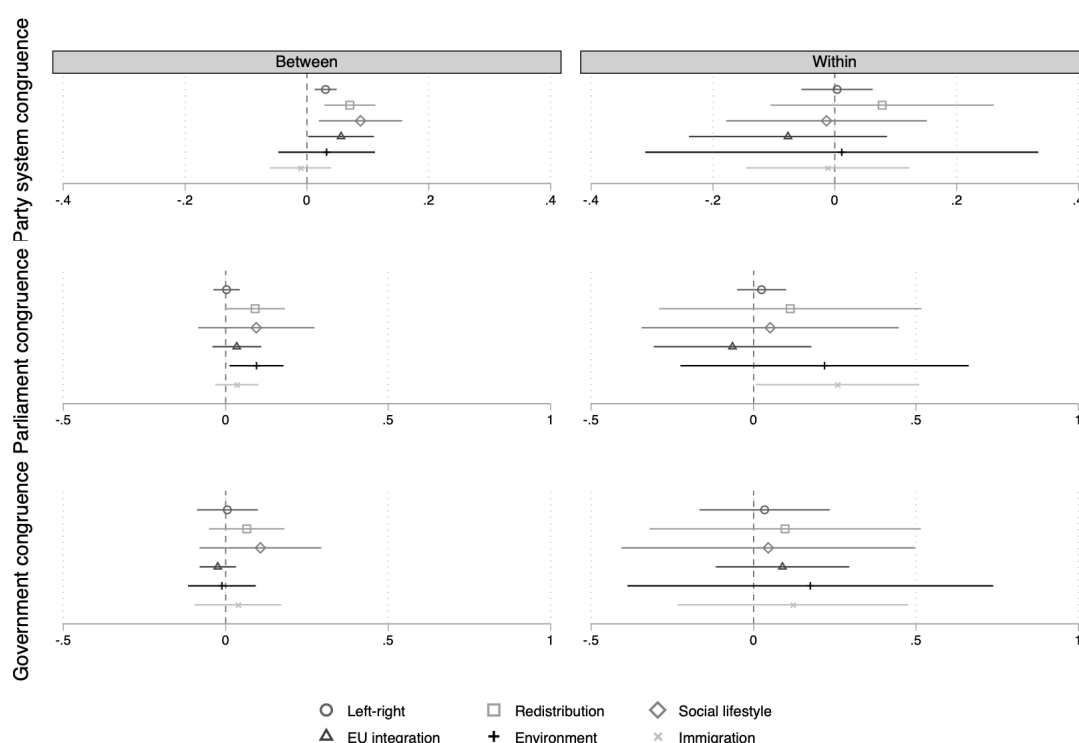 Between
Within
Party system congruence
-.4 -.2 0 .2 .4
-.4 -.2 0 .2 .4
Parliament congruence
-.5 0 .5 1
-.5 0 .5 1
Government congruence
-.5 0 .5 1
-.5 0 .5 1
Left-right Redistribution Social lifestyle
EU integration Environment Immigration